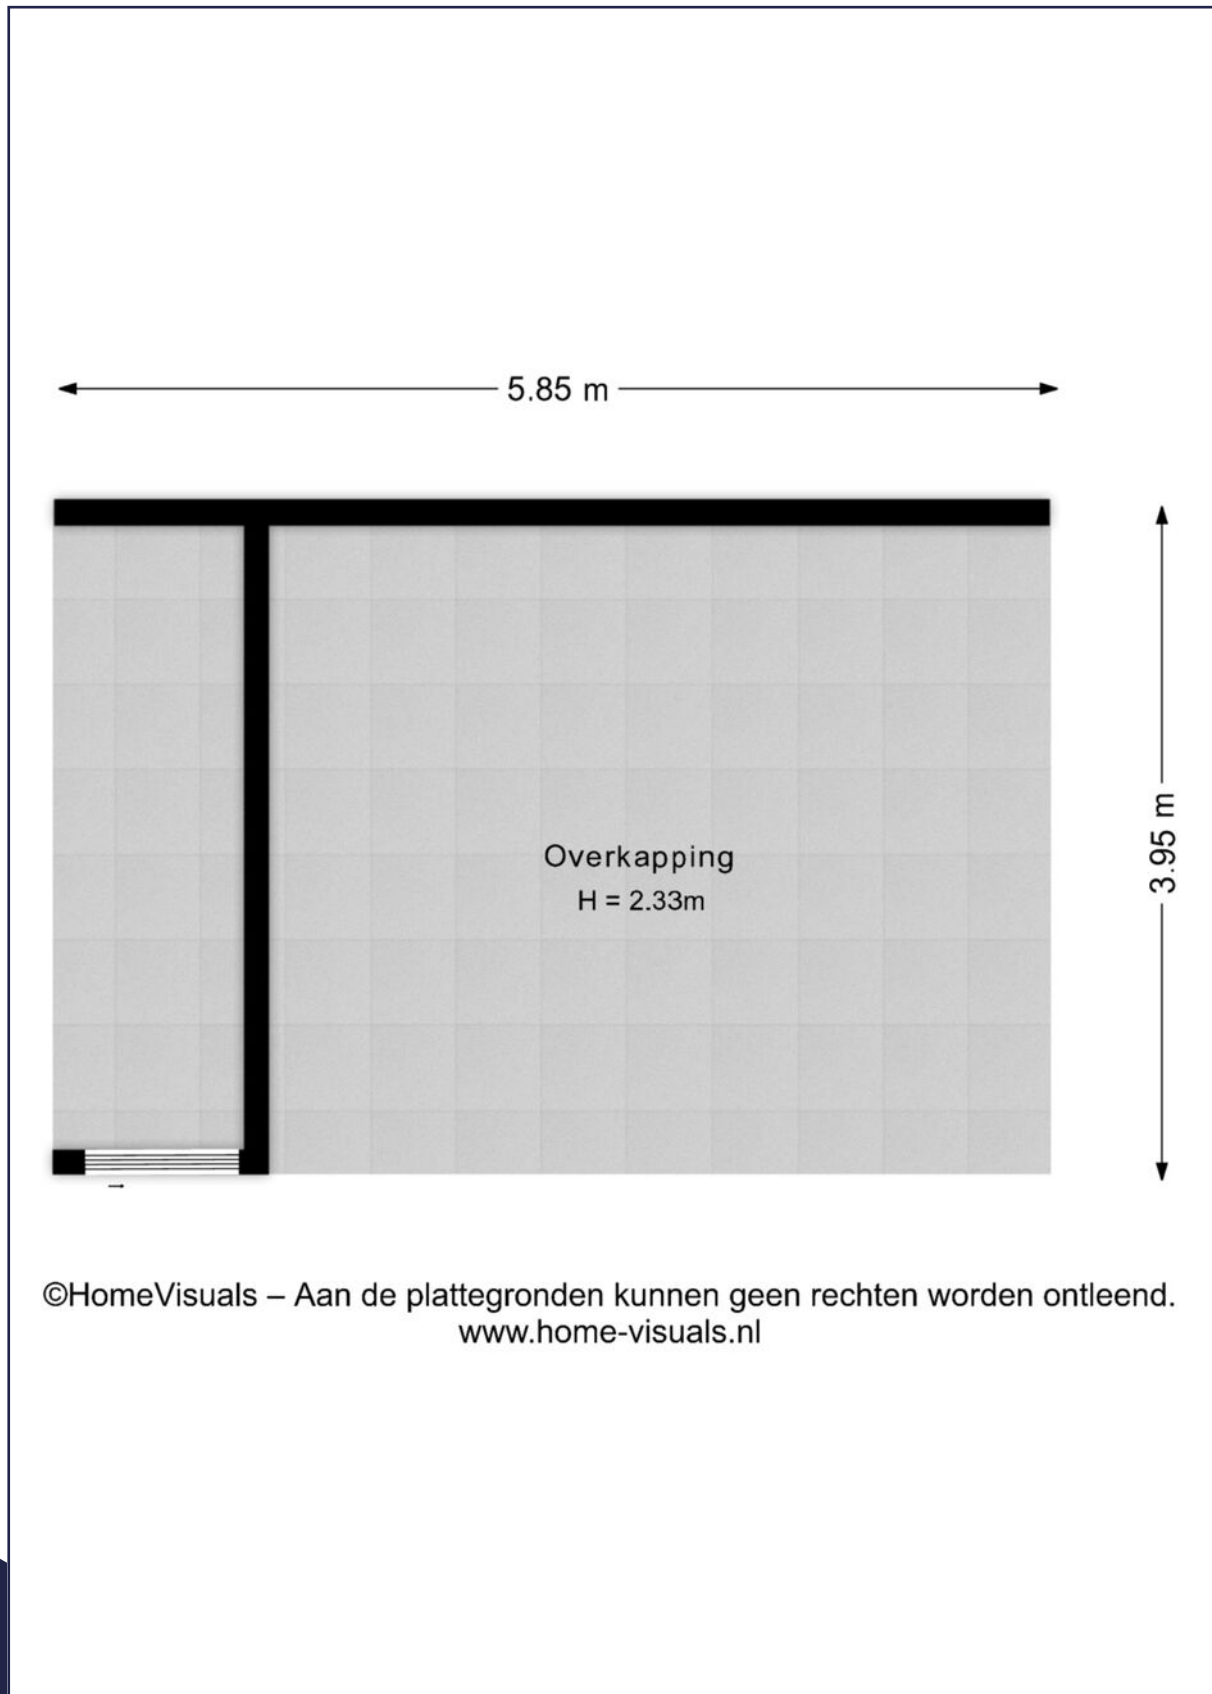 5.85 m
Overkapping
H = 2.33m
3.95 m
©HomeVisuals – Aan de plattegronden kunnen geen rechten worden ontleend.
www.home-visuals.nl